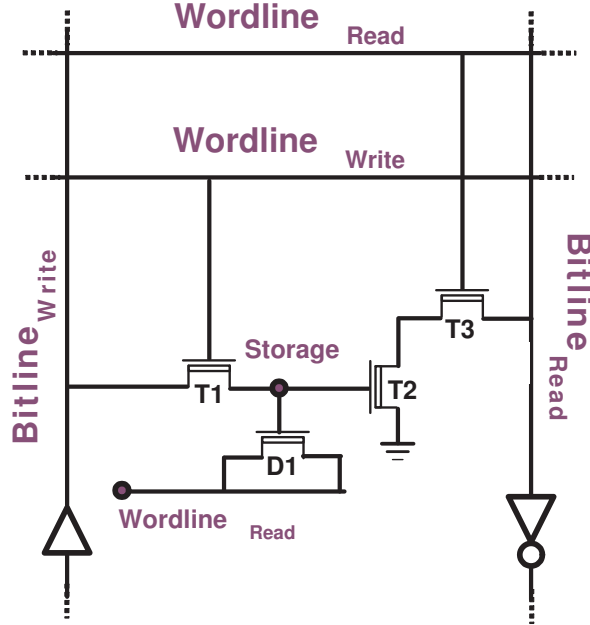 Wordline Read
Wordline Write
Bitline Write
Bitline Read
T3
Storage
T1
T2
D1
Wordline Read